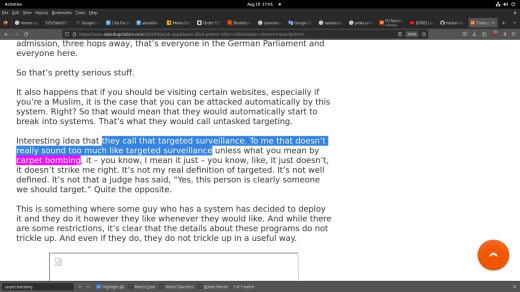 Aug 19 17:01
admission, three hops away, that's everyone in the German Parliament and
everyone here.
So that's pretty serious stuff.
It also happens that if you should be visiting certain websites, especially if
you're a Muslim, it is the case that you can be attacked automatically by this
system. Right? So that would mean that they would automatically start to
break into systems. That's what they would call untasked targeting.
Interesting idea that they call that targeted surveillance. To me that doesn't
really sound too much like targeted surveillance unless what you mean by
carpet bombing, it – you know, I mean it just – you know, like, it just doesn't,
it doesn't strike me right. It's not my real definition of targeted. It's not well
defined. It's not that a judge has said, "Yes, this person is clearly someone
we should target." Quite the opposite.
This is something where some guy who has a system has decided to deploy
it and they do it however they like whenever they would like. And while there
are some restrictions, it's clear that the details about these programs do not
trickle up. And even if they do, they do not trickle up in a useful way.
carpet bombing
Highlight All
Match Case
Whole Words
1 of 1 match